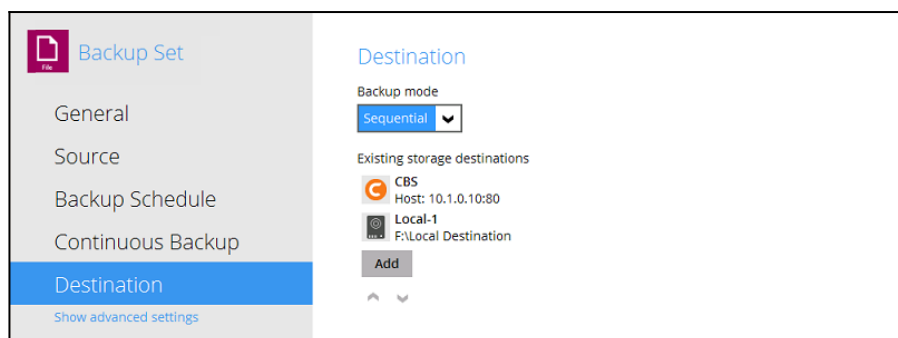 File
Backup Set
General
Source
Backup Schedule
Continuous Backup
Destination
Show advanced settings
Destination
Backup mode
Sequential
Existing storage destinations
C
CBS
Host: 10.1.0.10:80
Local-1
F:\Local Destination
Add